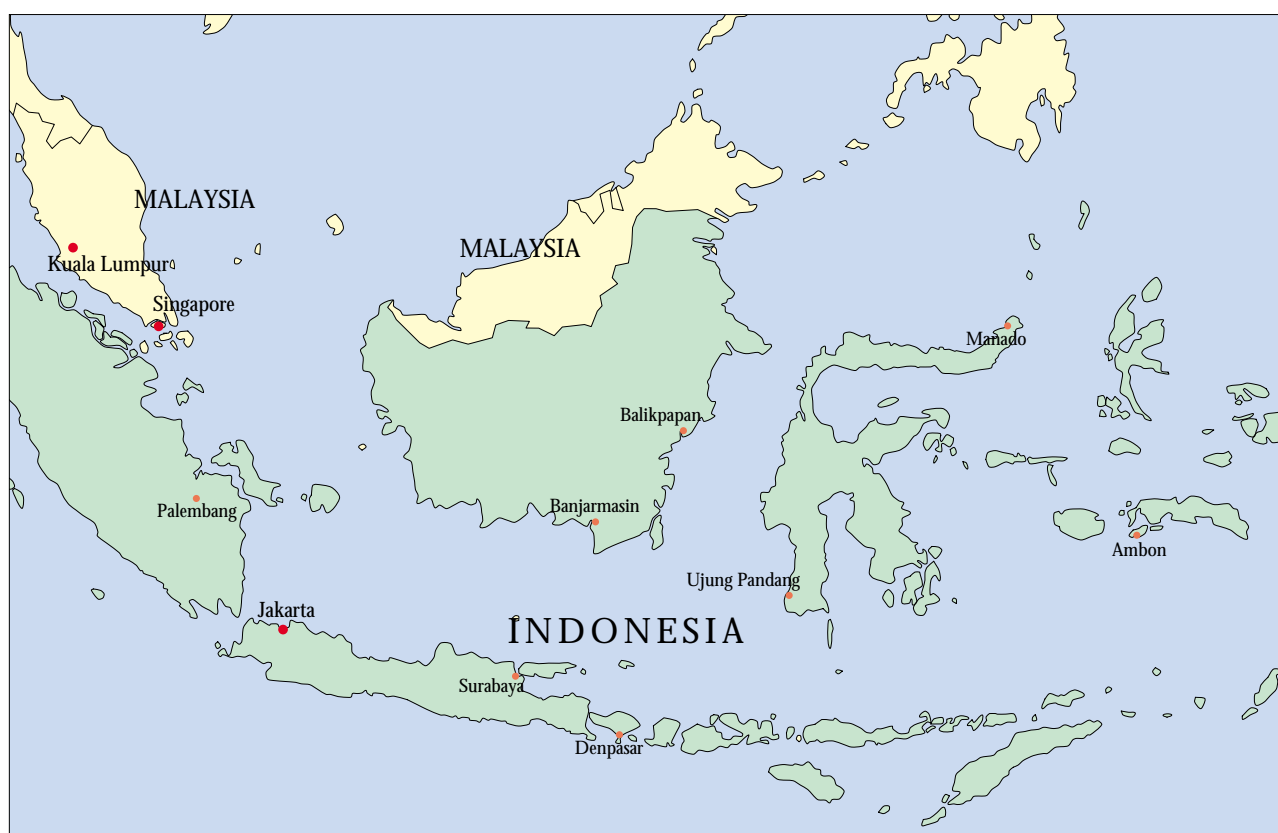 MALAYSIA
MALAYSIA
Kuala Lumpur
Singapore
Manado
Balikpapan
Palembang
Banjarmasin
Ambon
Ujung Pandang
Jakarta
INDONESIA
Surabaya
Denpasar